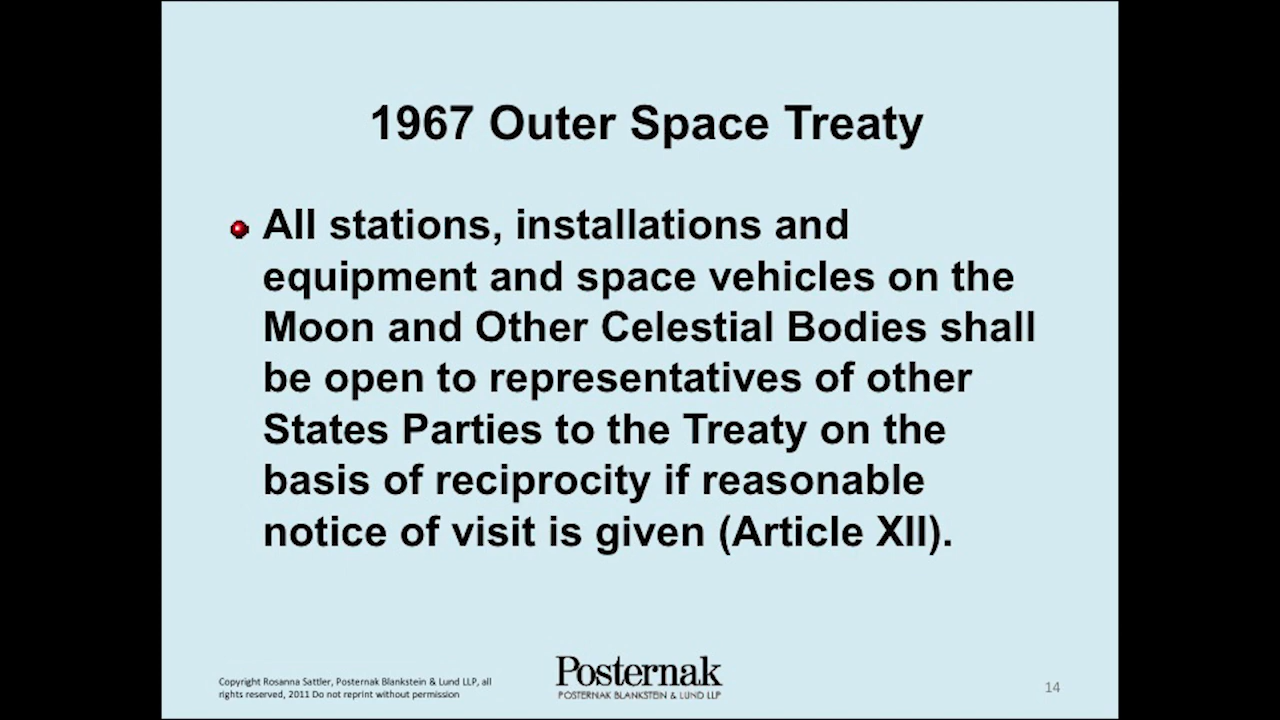 1967 Outer Space Treaty
All stations, installations and
equipment and space vehicles on the
Moon and Other Celestial Bodies shall
be open to representatives of other
States Parties to the Treaty on the
basis of reciprocity if reasonable
notice of visit is given (Article XII).
Copyright Rosanna Sattler, Posternak Blankstein & Lund LLP, all
rights reserved, 2011 Do not reprint without permission
Posternak
POSTERNAK BLANKSTEIN & LUND LLP
14